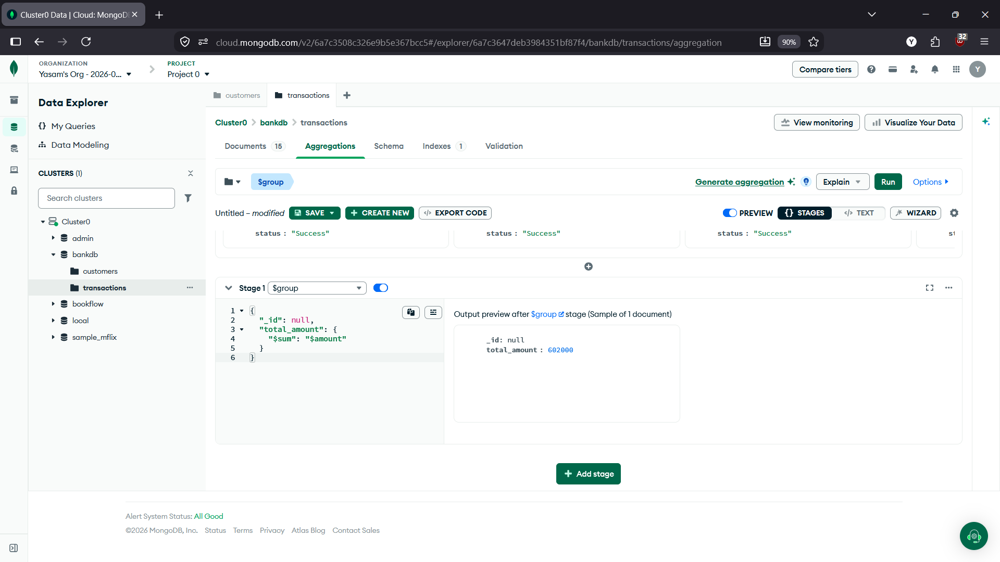 Cluster0 Data | Cloud: MongoDB
cloud.mongodb.com/v2/6a7c3508c326e9b5e367bcc5#/explorer/6a7c3647deb3984351bf87f4/bankdb/transactions/aggregation
90%
Y
32
ORGANIZATION
Yasam's Org - 2026-0...
PROJECT
Project 0
Compare tiers
Y
Data Explorer
My Queries
Data Modeling
CLUSTERS (1)
Search clusters
Cluster0
admin
bankdb
customers
transactions
bookflow
local
sample_mflix
customers
transactions
Cluster0 > bankdb > transactions
View monitoring
Visualize Your Data
Documents 15
Aggregations
Schema
Indexes 1
Validation
$group
Generate aggregation
Explain
Run
Options
Untitled – modified
SAVE
CREATE NEW
EXPORT CODE
PREVIEW
STAGES
TEXT
WIZARD
status : "Success"
status : "Success"
status : "Success"
st
Stage 1 $group
1 {
2 "_id": null,
3 "total_amount": {
4 "$sum": "$amount"
5 }
6 }
Output preview after $group stage (Sample of 1 document)
_id: null
total_amount : 602000
Add stage
Alert System Status: All Good
©2026 MongoDB, Inc. Status Terms Privacy Atlas Blog Contact Sales